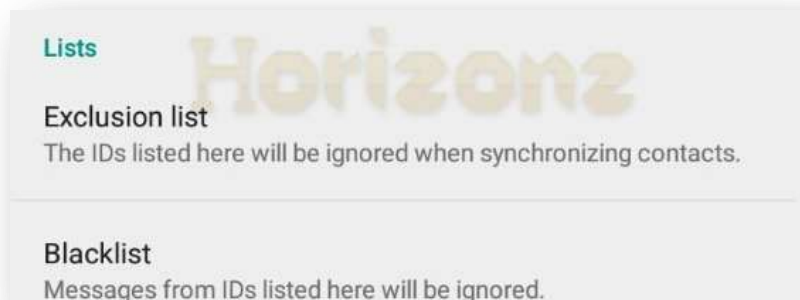 Lists
Horizonz
Exclusion list
The IDs listed here will be ignored when synchronizing contacts.
Blacklist
Messages from IDs listed here will be ignored.